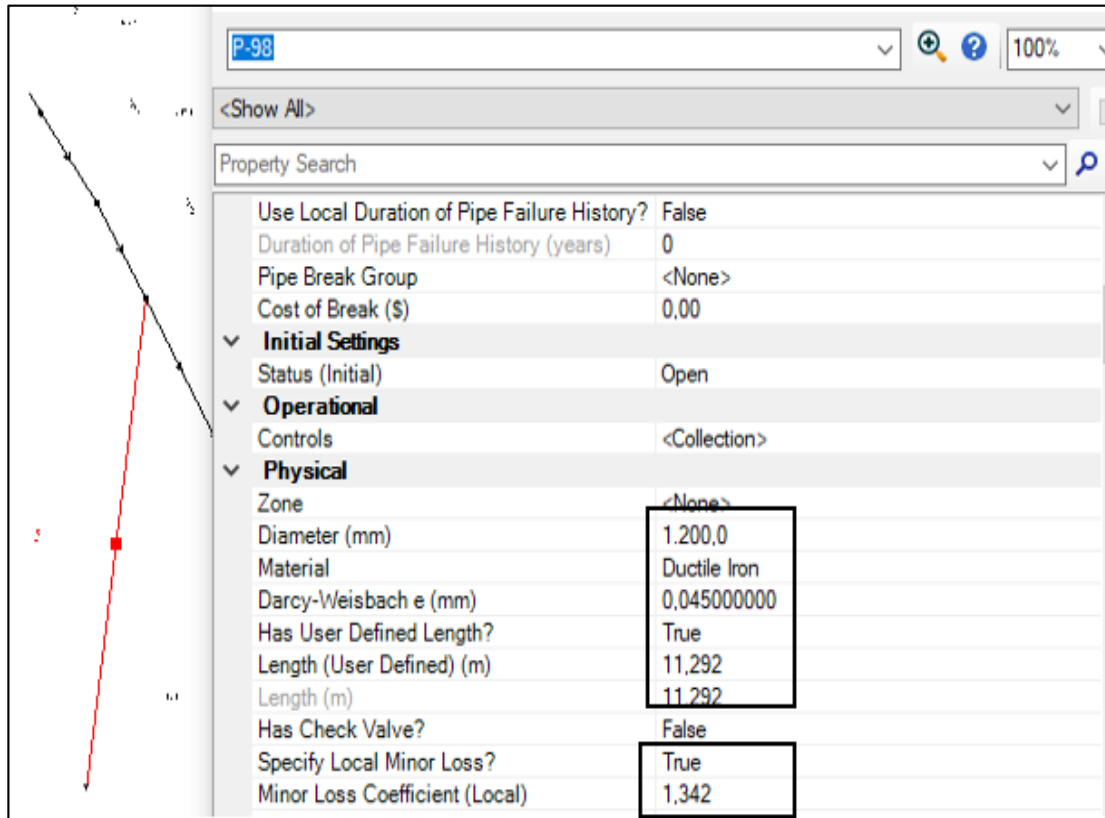 P-98
100%
<Show All>
Property Search
Use Local Duration of Pipe Failure History? False
Duration of Pipe Failure History (years) 0
Pipe Break Group <None>
Cost of Break ($) 0,00
Initial Settings
Status (Initial) Open
Operational
Controls <Collection>
Physical
Zone <None>
Diameter (mm) 1.200,0
Material Ductile Iron
Darcy-Weisbach e (mm) 0,045000000
Has User Defined Length? True
Length (User Defined) (m) 11,292
Length (m) 11,292
Has Check Valve? False
Specify Local Minor Loss? True
Minor Loss Coefficient (Local) 1,342